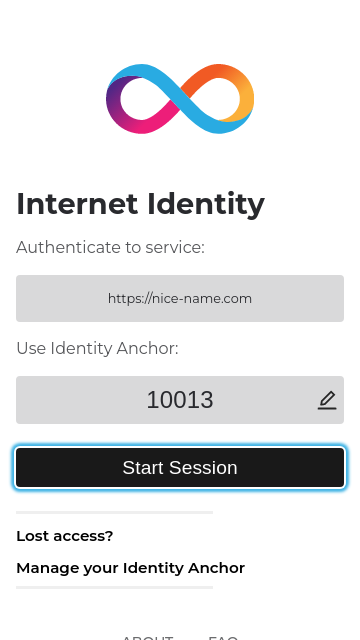 Internet Identity
Authenticate to service:
https://nice-name.com
Use Identity Anchor:
10013
Start Session
Lost access?
Manage your Identity Anchor
ABOUT FAQ